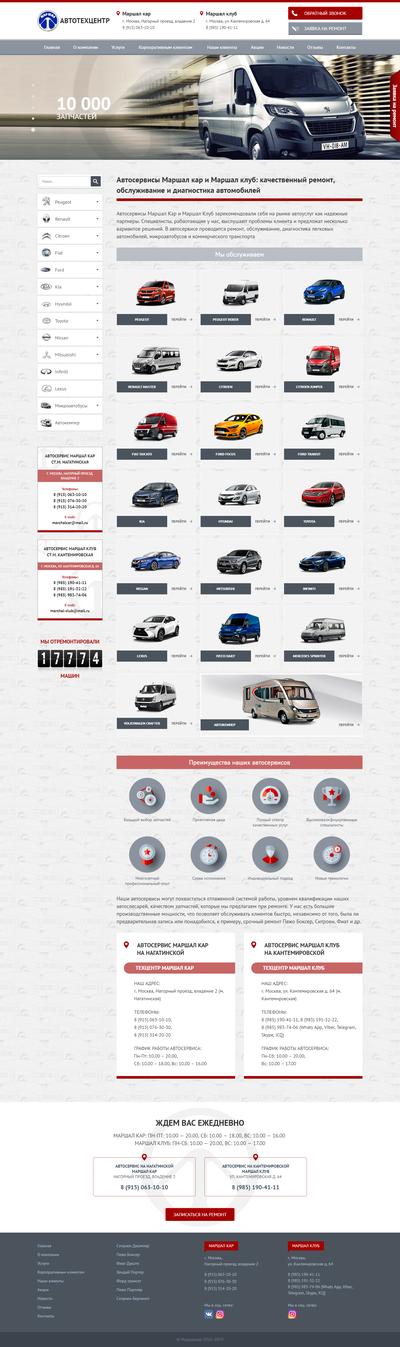 АВТОТЕХЦЕНТР
Маршал кар
г. Москва, Нагорный проезд, владение 2
8 (915) 063-10-10
Маршал клуб
г. Москва, ул. Кантемировская д. 64
8 (985) 190-41-11
ОБРАТНЫЙ ЗВОНОК
ЗАЯВКА НА РЕМОНТ
Главная О компании Услуги Корпоративным клиентам Наши клиенты Акции Новости Отзывы Контакты
10 000
ЗАПЧАСТЕЙ
Заявка на ремонт
Автосервисы Маршал кар и Маршал клуб: качественный ремонт,
обслуживание и диагностика автомобилей
Автосервисы Маршал Кар и Маршал Клуб зарекомендовали себя на рынке автоуслуг как надежные
партнеры. Специалисты, работающие у нас, выслушают проблемы клиента и предложат несколько
вариантов решений. В автосервисе проводится ремонт, обслуживание, диагностика легковых
автомобилей, микроавтобусов и коммерческого транспорта
Мы обслуживаем
Peugeot
Renault
Citroen
Fiat
Ford
Kia
Hyundai
Toyota
Nissan
Mitsubishi
Infiniti
Lexus
Микроавтобусы
Автокемпер
PEUGEOT ПЕРЕЙТИ
PEUGEOT BOXER ПЕРЕЙТИ
RENAULT ПЕРЕЙТИ
RENAULT MASTER ПЕРЕЙТИ
CITROEN ПЕРЕЙТИ
CITROEN JUMPER ПЕРЕЙТИ
FIAT DUCATO ПЕРЕЙТИ
FORD FOCUS ПЕРЕЙТИ
FORD TRANSIT ПЕРЕЙТИ
KIA ПЕРЕЙТИ
HYUNDAI ПЕРЕЙТИ
TOYOTA ПЕРЕЙТИ
NISSAN ПЕРЕЙТИ
MITSUBISHI ПЕРЕЙТИ
INFINITI ПЕРЕЙТИ
LEXUS ПЕРЕЙТИ
IVECO DAILY ПЕРЕЙТИ
MERCEDES SPRINTER ПЕРЕЙТИ
VOLKSWAGEN CRAFTER ПЕРЕЙТИ
АВТОКЕМПЕР ПЕРЕЙТИ
АВТОСЕРВИС МАРШАЛ КАР
СТ.М. НАГАТИНСКАЯ
Г. МОСКВА, НАГОРНЫЙ ПРОЕЗД,
ВЛАДЕНИЕ 2
Телефоны:
8 (915) 063-10-10
8 (915) 076-30-30
8 (915) 314-20-20
E-mail:
marshalcar@mail.ru
АВТОСЕРВИС МАРШАЛ КЛУБ
СТ.М. КАНТЕМИРОВСКАЯ
Г. МОСКВА, УЛ. КАНТЕМИРОВСКАЯ Д. 64
Телефоны:
8 (985) 190-41-11
8 (985) 191-52-22
8 (985) 983-74-06
E-mail:
marshal-club@mail.ru
МЫ ОТРЕМОНТИРОВАЛИ
17774
МАШИН
Преимущества наших автосервисов
Большой выбор запчастей
Приемлемая цена
Полный спектр
качественных услуг
Высококвалифицированные
специалисты
Многолетний
профессиональный опыт
Сроки исполнения
Индивидуальный подход
Новые технологии
Наши автосервисы могут похвастаться отлаженной системой работы, уровнем квалификации наших
автослесарей, качеством запчастей, которые мы предлагаем при ремонте. У нас есть большие
производственные мощности, что позволяет обслуживать клиентов быстро, независимо от того, была ли
предварительная запись или понадобился, к примеру, срочный ремонт Пежо Боксер, Ситроен, Фиат и др.
АВТОСЕРВИС МАРШАЛ КАР
НА НАГАТИНСКОЙ
ТЕХЦЕНТР МАРШАЛ КАР
НАШ АДРЕС:
г. Москва, Нагорный проезд, владение 2 (м.
Нагатинская)
ТЕЛЕФОНЫ:
8 (915) 063-10-10,
8 (915) 076-30-30,
8 (915) 314-20-20
ГРАФИК РАБОТЫ АВТОСЕРВИСА:
Пн-Пт: 10.00 – 20.00,
Сб: 10.00 – 18.00, Вс: 10.00 – 16.00
АВТОСЕРВИС МАРШАЛ КЛУБ
НА КАНТЕМИРОВСКОЙ
ТЕХЦЕНТР МАРШАЛ КЛУБ
НАШ АДРЕС:
г. Москва, ул. Кантемировская д. 64 (м.
Кантемировская)
ТЕЛЕФОНЫ:
8 (985) 190-41-11, 8 (985) 191-52-22,
8 (985) 983-74-06 (Whats App, Viber, Telegram,
Skype, ICQ)
ГРАФИК РАБОТЫ АВТОСЕРВИСА:
Пн-Сб: 10.00 – 20.00,
Вс: 10.00 – 17.00
ЖДЕМ ВАС ЕЖЕДНЕВНО
МАРШАЛ КАР: ПН-ПТ: 10.00 – 20.00, СБ: 10.00 – 18.00, ВС: 10.00 – 16.00
МАРШАЛ КЛУБ: ПН-СБ: 10.00 – 20.00, ВС: 10.00 – 17.00
АВТОСЕРВИС НА НАГАТИНСКОЙ
МАРШАЛ КАР
НАГОРНЫЙ ПРОЕЗД, ВЛАДЕНИЕ 2
8 (915) 063-10-10
АВТОСЕРВИС НА КАНТЕМИРОВСКОЙ
МАРШАЛ КЛУБ
УЛ. КАНТЕМИРОВСКАЯ, Д. 64
8 (985) 190-41-11
ЗАПИСАТЬСЯ НА РЕМОНТ
Главная
О компании
Услуги
Корпоративным клиентам
Наши клиенты
Акции
Новости
Отзывы
Контакты
Ситроен Джампер
Пежо Боксер
Фиат Дукато
Хендай Портер
Форд транзит
Пежо Партнер
Ситроен Берлинго
МАРШАЛ КАР
г. Москва,
Нагорный проезд, владение 2
8 (915) 063-10-10
8 (915) 076-30-30
8 (915) 314-20-20
Мы в соц. сетях:
МАРШАЛ КЛУБ
г. Москва,
ул. Кантемировская д. 64
8 (985) 190-41-11
8 (985) 191-52-22
8 (985) 983-74-06 (Whats App, Viber,
Telegram, Skype, ICQ)
Мы в соц. сетях: